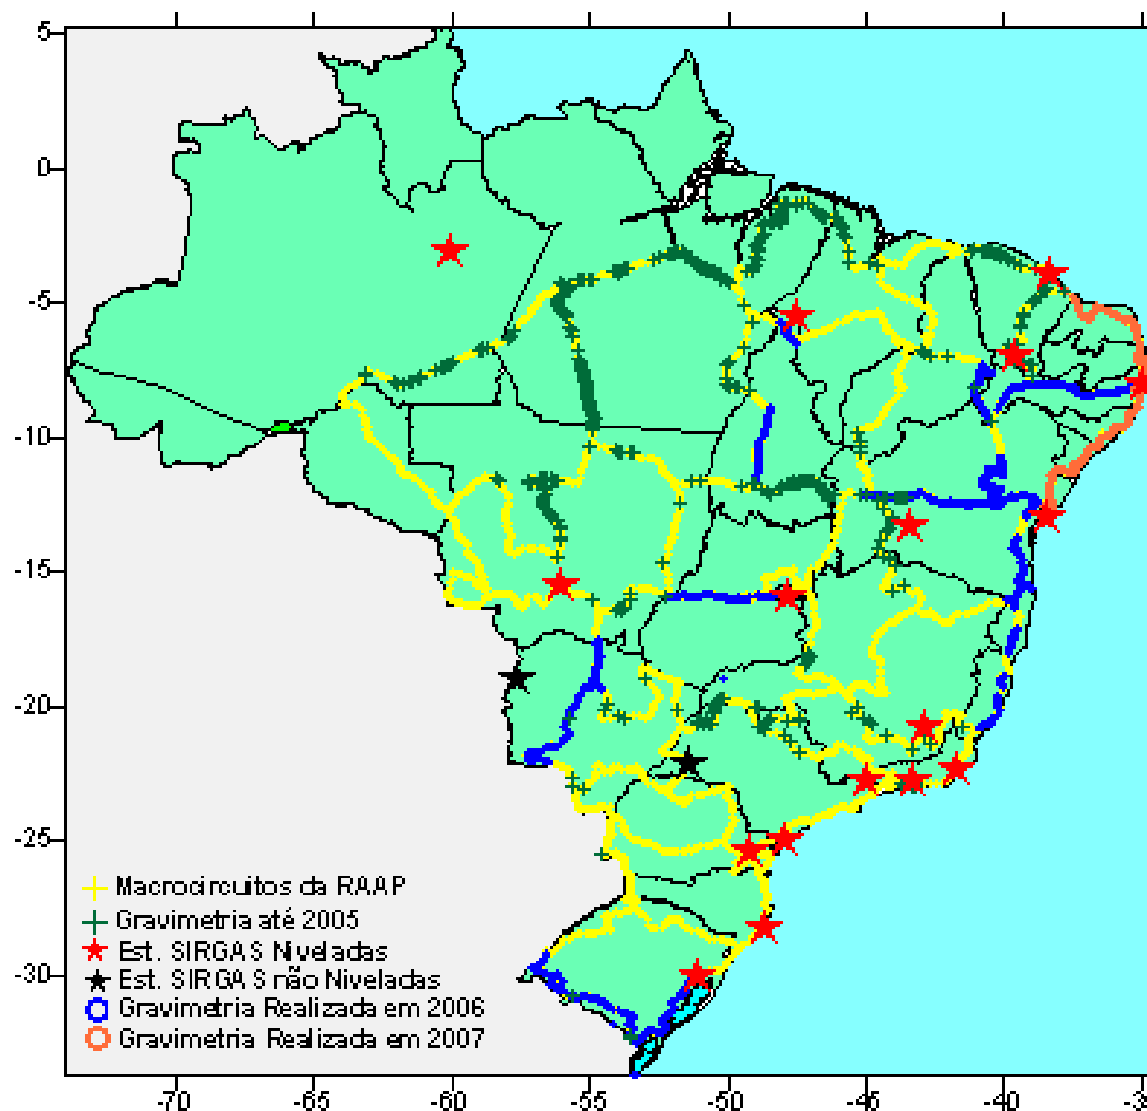 5
0
-5
-10
-15
-20
-25
-30
Macrocircuitos da RAAP
Gravimetria até 2005
Est. SIRGAS Niveladas
Est. SIRGAS não Niveladas
Gravimetria Realizada em 2006
Gravimetria Realizada em 2007
-70 -65 -60 -55 -50 -45 -40 -3